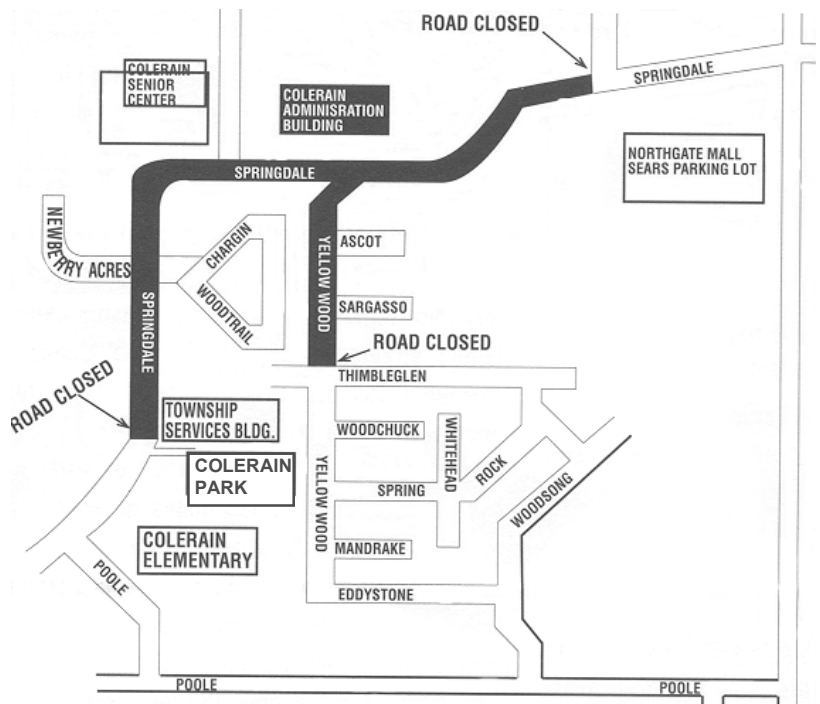 ROAD CLOSED
SPRINGDALE
COLERAIN
SENIOR
CENTER
COLERAIN
ADMINISRATION
BUILDING
NORTHGATE MALL
SEARS PARKING LOT
SPRINGDALE
NEWBERRY ACRES
CHARGIN
WOODTRAIL
YELLOW WOOD
ASCOT
SARGASSO
SPRINGDALE
ROAD CLOSED
THIMBLEGLEN
ROAD CLOSED
TOWNSHIP
SERVICES BLDG.
WOODCHUCK
WHITEHEAD
COLERAIN
PARK
YELLOW WOOD
SPRING
ROCK
WOODSONG
COLERAIN
ELEMENTARY
MANDRAKE
POOLE
EDDYSTONE
POOLE
POOLE